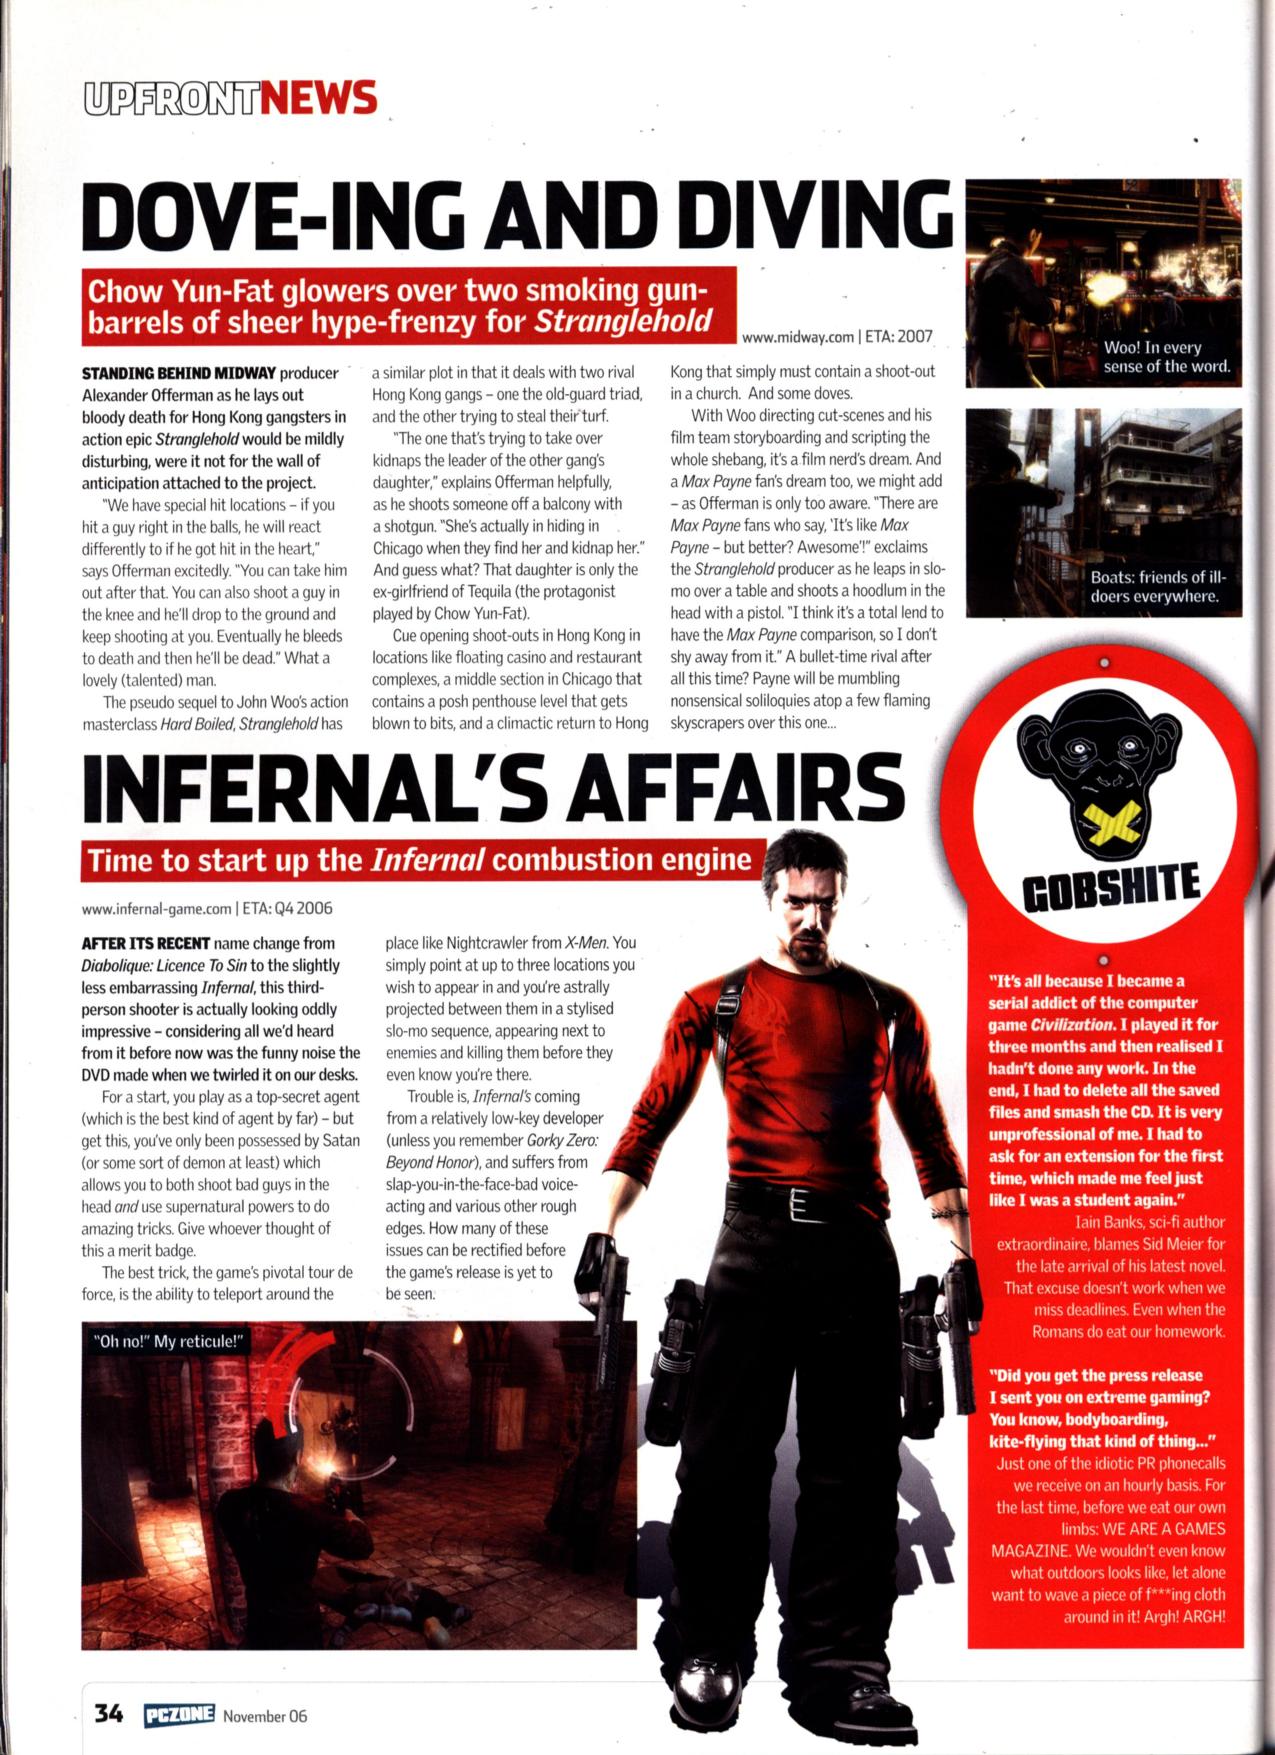 UPFRONTNEWS
DOVE-ING AND DIVING
Chow Yun-Fat glowers over two smoking gun-
barrels of sheer hype-frenzy for Stranglehold
www.midway.com | ETA: 2007
STANDING BEHIND MIDWAY producer
Alexander Offerman as he lays out
bloody death for Hong Kong gangsters in
action epic Stranglehold would be mildly
disturbing, were it not for the wall of
anticipation attached to the project.
"We have special hit locations – if you
hit a guy right in the balls, he will react
differently to if he got hit in the heart,"
says Offerman excitedly. "You can take him
out after that. You can also shoot a guy in
the knee and he'll drop to the ground and
keep shooting at you. Eventually he bleeds
to death and then he'll be dead." What a
lovely (talented) man.
The pseudo sequel to John Woo's action
masterclass Hard Boiled, Stranglehold has
a similar plot in that it deals with two rival
Hong Kong gangs – one the old-guard triad,
and the other trying to steal their turf.
"The one that's trying to take over
kidnaps the leader of the other gang's
daughter," explains Offerman helpfully,
as he shoots someone off a balcony with
a shotgun. "She's actually in hiding in
Chicago when they find her and kidnap her."
And guess what? That daughter is only the
ex-girlfriend of Tequila (the protagonist
played by Chow Yun-Fat).
Cue opening shoot-outs in Hong Kong in
locations like floating casino and restaurant
complexes, a middle section in Chicago that
contains a posh penthouse level that gets
blown to bits, and a climactic return to Hong
Kong that simply must contain a shoot-out
in a church. And some doves.
With Woo directing cut-scenes and his
film team storyboarding and scripting the
whole shebang, it's a film nerd's dream. And
a Max Payne fan's dream too, we might add
– as Offerman is only too aware. "There are
Max Payne fans who say, 'It's like Max
Payne – but better? Awesome'!" exclaims
the Stranglehold producer as he leaps in slo-
mo over a table and shoots a hoodlum in the
head with a pistol. "I think it's a total lend to
have the Max Payne comparison, so I don't
shy away from it." A bullet-time rival after
all this time? Payne will be mumbling
nonsensical soliloquies atop a few flaming
skyscrapers over this one...
Woo! In every
sense of the word.
Boats: friends of ill-
doers everywhere.
INFERNAL'S AFFAIRS
Time to start up the Infernal combustion engine
www.infernal-game.com | ETA: Q4 2006
AFTER ITS RECENT name change from
Diabolique: Licence To Sin to the slightly
less embarrassing Infernal, this third-
person shooter is actually looking oddly
impressive – considering all we'd heard
from it before now was the funny noise the
DVD made when we twirled it on our desks.
For a start, you play as a top-secret agent
(which is the best kind of agent by far) – but
get this, you've only been possessed by Satan
(or some sort of demon at least) which
allows you to both shoot bad guys in the
head and use supernatural powers to do
amazing tricks. Give whoever thought of
this a merit badge.
The best trick, the game's pivotal tour de
force, is the ability to teleport around the
place like Nightcrawler from X-Men. You
simply point at up to three locations you
wish to appear in and you're astrally
projected between them in a stylised
slo-mo sequence, appearing next to
enemies and killing them before they
even know you're there.
Trouble is, Infernal's coming
from a relatively low-key developer
(unless you remember Gorky Zero:
Beyond Honor), and suffers from
slap-you-in-the-face-bad voice-
acting and various other rough
edges. How many of these
issues can be rectified before
the game's release is yet to
be seen.
"Oh no!" My reticule!"
GOBSHITE
"It's all because I became a
serial addict of the computer
game Civilization. I played it for
three months and then realised I
hadn't done any work. In the
end, I had to delete all the saved
files and smash the CD. It is very
unprofessional of me. I had to
ask for an extension for the first
time, which made me feel just
like I was a student again."
Iain Banks, sci-fi author
extraordinaire, blames Sid Meier for
the late arrival of his latest novel.
That excuse doesn't work when we
miss deadlines. Even when the
Romans do eat our homework.
"Did you get the press release
I sent you on extreme gaming?
You know, bodyboarding,
kite-flying that kind of thing..."
Just one of the idiotic PR phonecalls
we receive on an hourly basis. For
the last time, before we eat our own
limbs: WE ARE A GAMES
MAGAZINE. We wouldn't even know
what outdoors looks like, let alone
want to wave a piece of f***ing cloth
around in it! Argh! ARGH!
34 PCZONE November 06